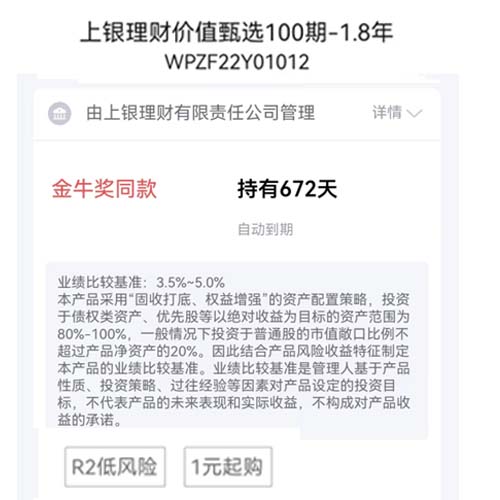 上银理财价值甄选100期-1.8年
WPZF22Y01012
由上银理财有限责任公司管理 详情
金牛奖同款 持有672天
自动到期
业绩比较基准：3.5%~5.0%
本产品采用“固收打底、权益增强”的资产配置策略，投资
于债权类资产、优先股等以绝对收益为目标的资产范围为
80%-100%，一般情况下投资于普通股的市值敞口比例不
超过产品净资产的20%。因此结合产品风险收益特征制定
本产品的业绩比较基准。业绩比较基准是管理人基于产品
性质、投资策略、过往经验等因素对产品设定的投资目
标，不代表产品的未来表现和实际收益，不构成对产品收
益的承诺。
R2低风险 1元起购